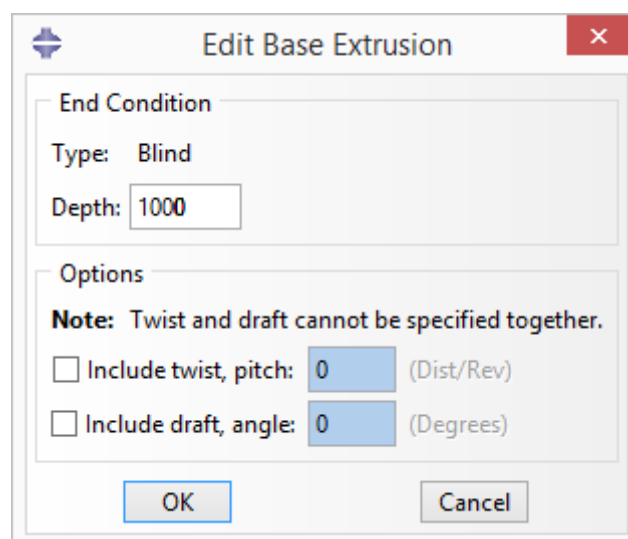 Edit Base Extrusion
End Condition
Type: Blind
Depth: 1000
Options
Note: Twist and draft cannot be specified together.
Include twist, pitch: 0 (Dist/Rev)
Include draft, angle: 0 (Degrees)
OK Cancel